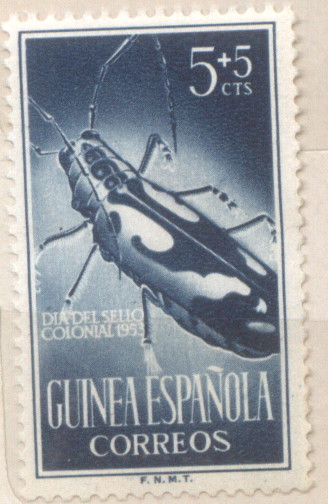 5+5
CTS
DIA DEL SELLO
COLONIAL 1953
GUINEA ESPAÑOLA
CORREOS
F. N. M. T.